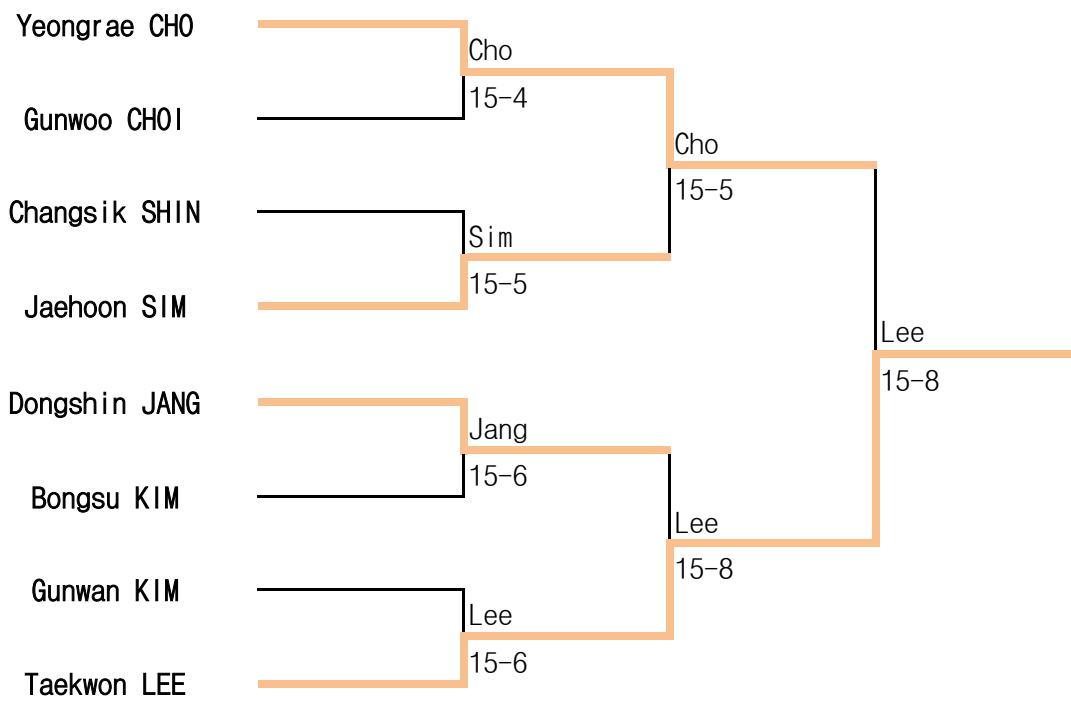 Yeongrae CHO
Cho
15-4
Gunwoo CHOI
Cho
15-5
Changsik SHIN
Sim
15-5
Jaehoon SIM
Lee
15-8
Dongshin JANG
Jang
15-6
Bongsu KIM
Lee
15-8
Gunwan KIM
Lee
15-6
Taekwon LEE